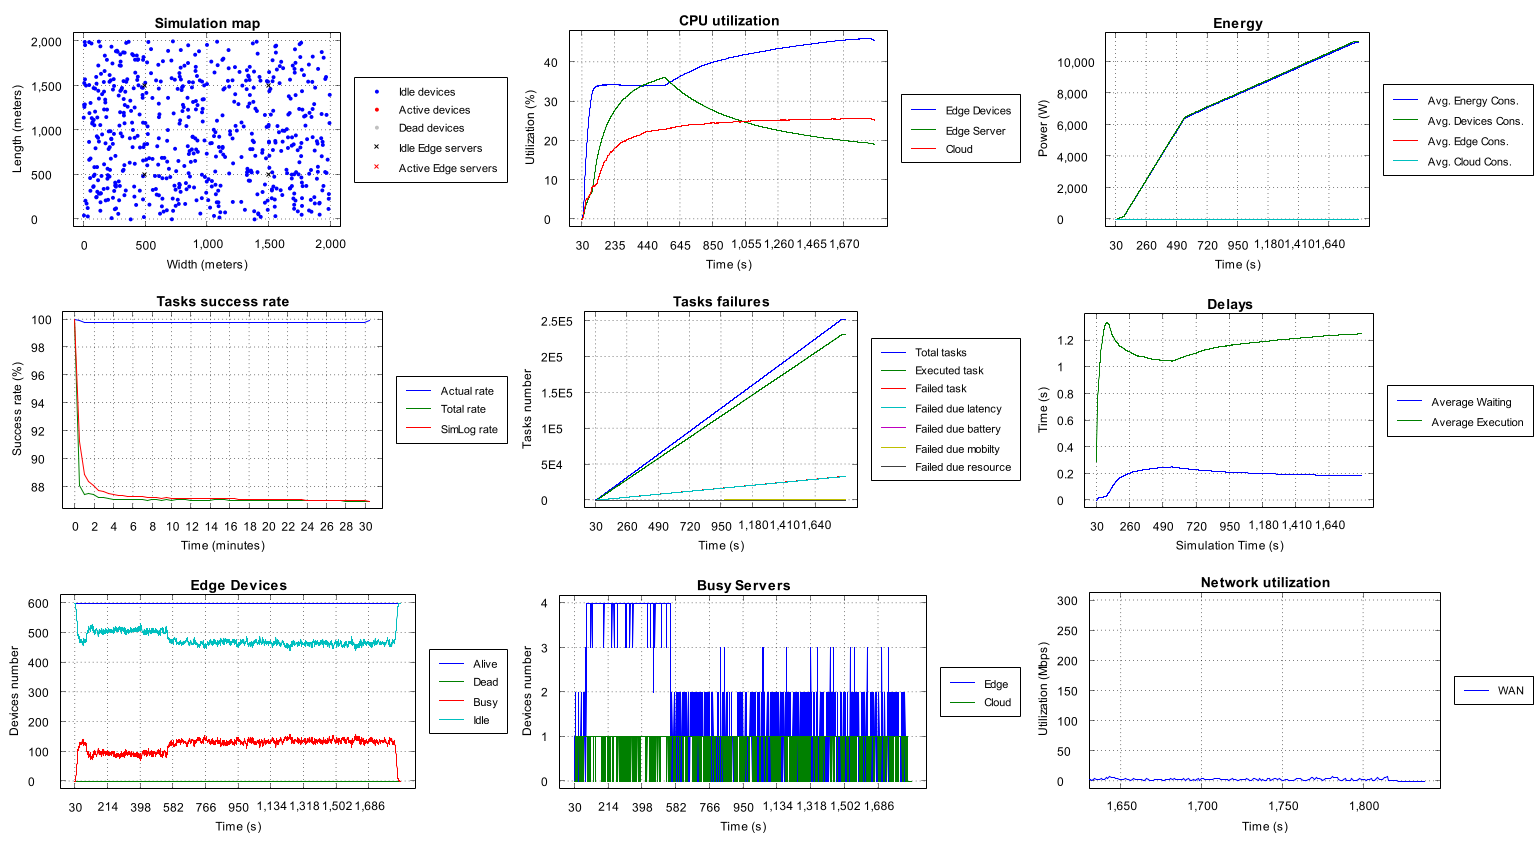 Simulation map
2,000
1,500
1,000
500
0
Length (meters)
0 500 1,000 1,500 2,000
Width (meters)
Idle devices
Active devices
Dead devices
Idle Edge servers
Active Edge servers
CPU utilization
40
30
20
10
0
Utilization (%)
30 235 440 645 850 1,055 1,260 1,465 1,670
Time (s)
Edge Devices
Edge Server
Cloud
Energy
10,000
8,000
6,000
4,000
2,000
0
Power (W)
30 260 490 720 950 1,180 1,410 1,640
Time (s)
Avg. Energy Cons.
Avg. Devices Cons.
Avg. Edge Cons.
Avg. Cloud Cons.
Tasks success rate
100
98
96
94
92
90
88
Success rate (%)
0 2 4 6 8 10 12 14 16 18 20 22 24 26 28 30
Time (minutes)
Actual rate
Total rate
SimLog rate
Tasks failures
2.5E5
2E5
1.5E5
1E5
5E4
0
Tasks number
30 260 490 720 950 1,180 1,410 1,640
Time (s)
Total tasks
Executed task
Failed task
Failed due latency
Failed due battery
Failed due mobilty
Failed due resource
Delays
1.2
1
0.8
0.6
0.4
0.2
0
Time (s)
30 260 490 720 950 1,180 1,410 1,640
Simulation Time (s)
Average Waiting
Average Execution
Edge Devices
600
500
400
300
200
100
0
Devices number
30 214 398 582 766 950 1,134 1,318 1,502 1,686
Time (s)
Alive
Dead
Busy
Idle
Busy Servers
4
3
2
1
0
Devices number
30 214 398 582 766 950 1,134 1,318 1,502 1,686
Time (s)
Edge
Cloud
Network utilization
300
250
200
150
100
50
0
Utilization (Mbps)
1,650 1,700 1,750 1,800
Time (s)
WAN